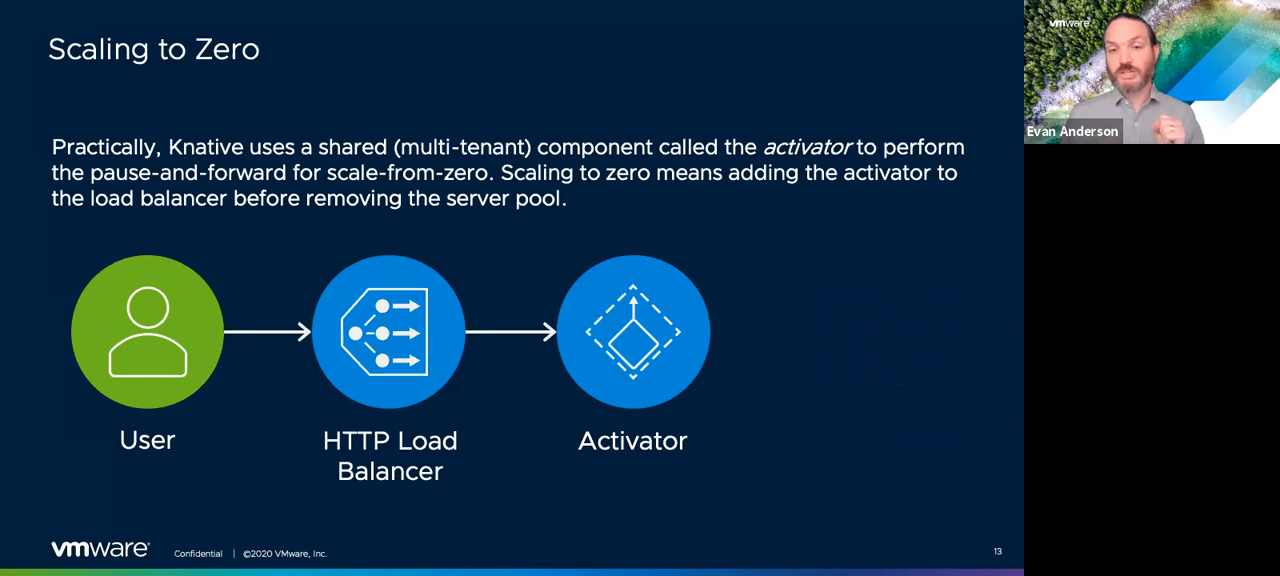 Scaling to Zero
Practically, Knative uses a shared (multi-tenant) component called the activator to perform
the pause-and-forward for scale-from-zero. Scaling to zero means adding the activator to
the load balancer before removing the server pool.
User
HTTP Load
Balancer
Activator
vmware
Confidential | ©2020 VMware, Inc.
13
vmware
Evan Anderson